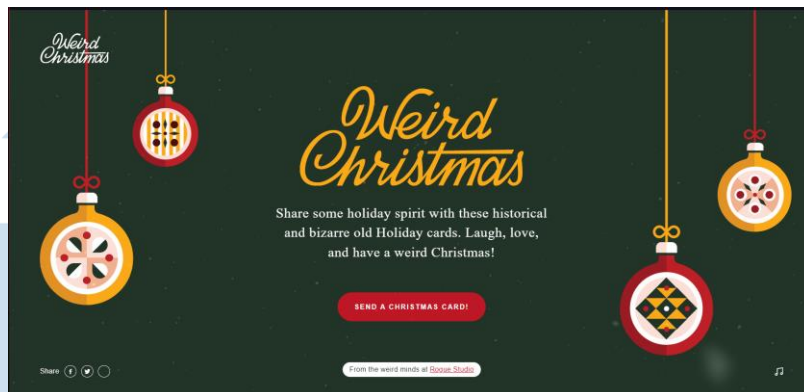 Weird
Christmas
Weird
Christmas
Share some holiday spirit with these historical
and bizarre old Holiday cards. Laugh, love,
and have a weird Christmas!
SEND A CHRISTMAS CARD!
Share
From the weird minds at Rogue Studio